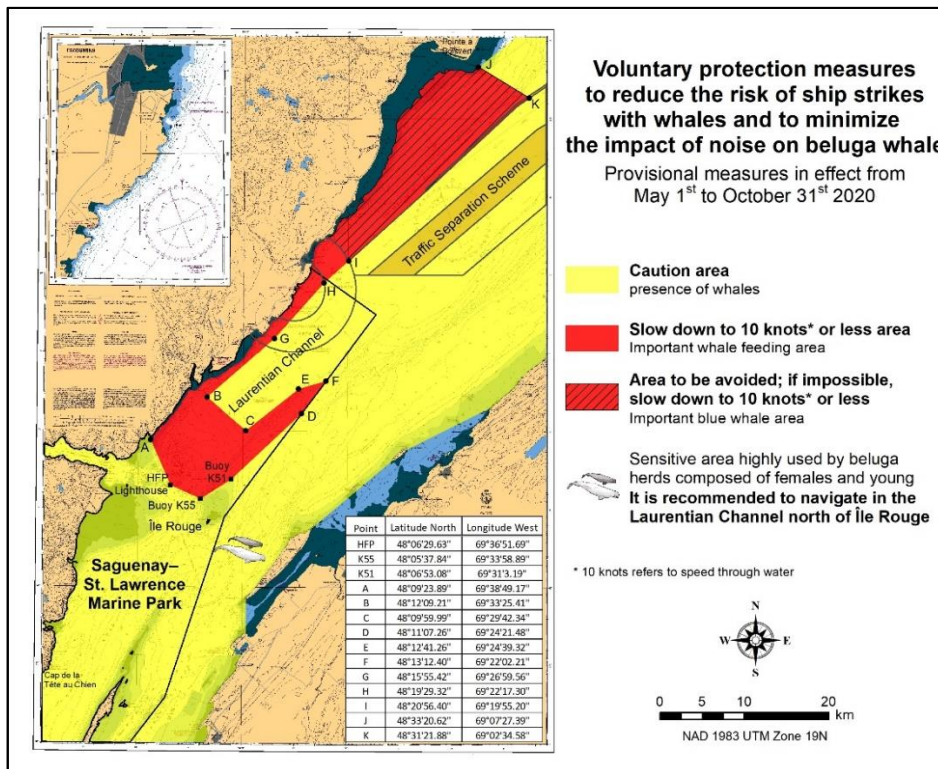 Voluntary protection measures
to reduce the risk of ship strikes
with whales and to minimize
the impact of noise on beluga whale
Provisional measures in effect from
May 1st to October 31st 2020
Caution area
presence of whales
Slow down to 10 knots* or less area
Important whale feeding area
Area to be avoided; if impossible,
slow down to 10 knots* or less
Important blue whale area
Sensitive area highly used by beluga
herds composed of females and young
It is recommended to navigate in the
Laurentian Channel north of Île Rouge
* 10 knots refers to speed through water
N
W E
S
0 5 10 20
km
NAD 1983 UTM Zone 19N
J
K
Traffic Separation Scheme
I
H
G
Laurentian Channel
F
E
B
D
C
A
Buoy
K51
HFP
Lighthouse
Buoy K55
Île Rouge
Saguenay–
St. Lawrence
Marine Park
Cap de la
Tête au Chien
Point Latitude North Longitude West
HFP 48°06'29.63" 69°36'51.69"
K55 48°05'37.84" 69°33'58.89"
K51 48°06'53.08" 69°31'3.19"
A 48°09'23.89" 69°38'49.17"
B 48°12'09.21" 69°33'25.41"
C 48°09'59.99" 69°29'42.34"
D 48°11'07.26" 69°24'21.48"
E 48°12'41.26" 69°24'39.32"
F 48°13'12.40" 69°22'02.21"
G 48°15'55.42" 69°26'59.56"
H 48°19'29.32" 69°22'17.30"
I 48°20'56.40" 69°19'55.20"
J 48°33'20.62" 69°07'27.39"
K 48°31'21.88" 69°02'34.58"